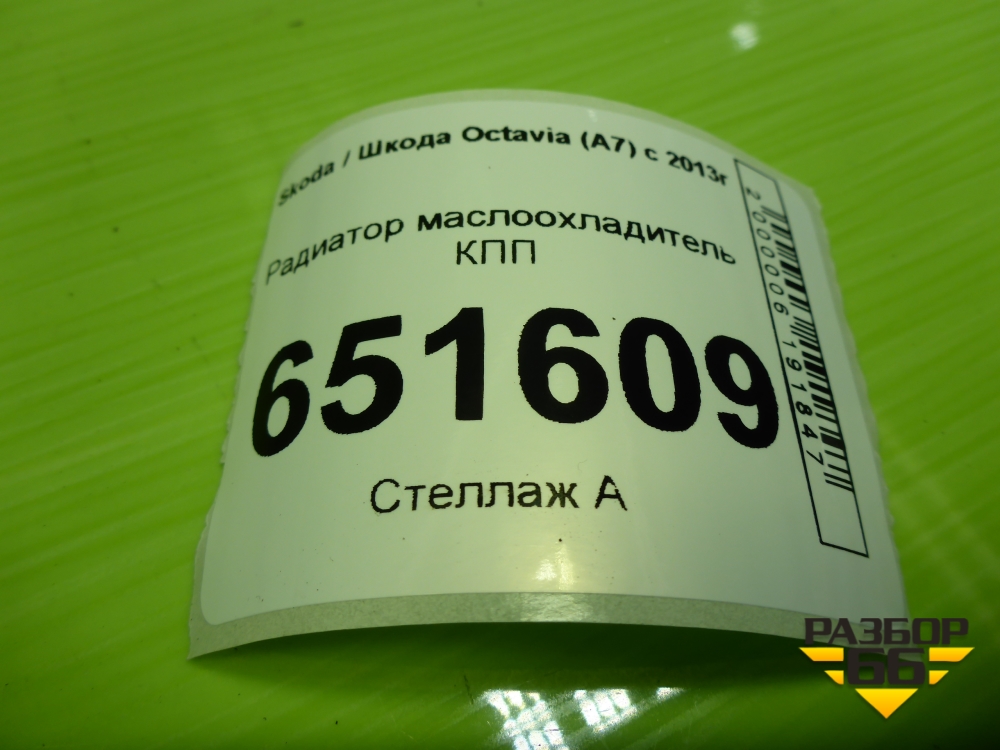 Skoda / Шкода Octavia (A7) с 2013г
Радиатор маслоохладитель
КПП
651609
Стеллаж А
2000006191847
РАЗБОР
66